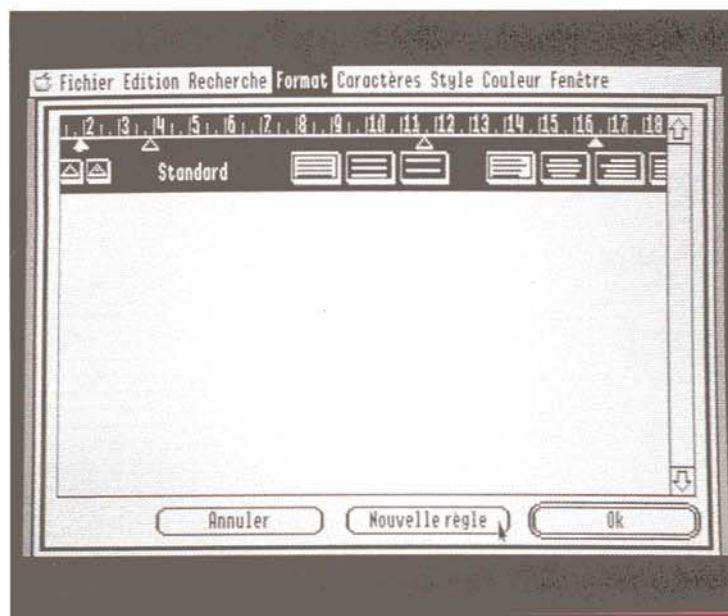 Fichier Edition Recherche Format Caractères Style Couleur Fenêtre
2 3 4 5 6 7 8 9 10 11 12 13 14 15 16 17 18
Standard
Annuler Nouvelle règle Ok